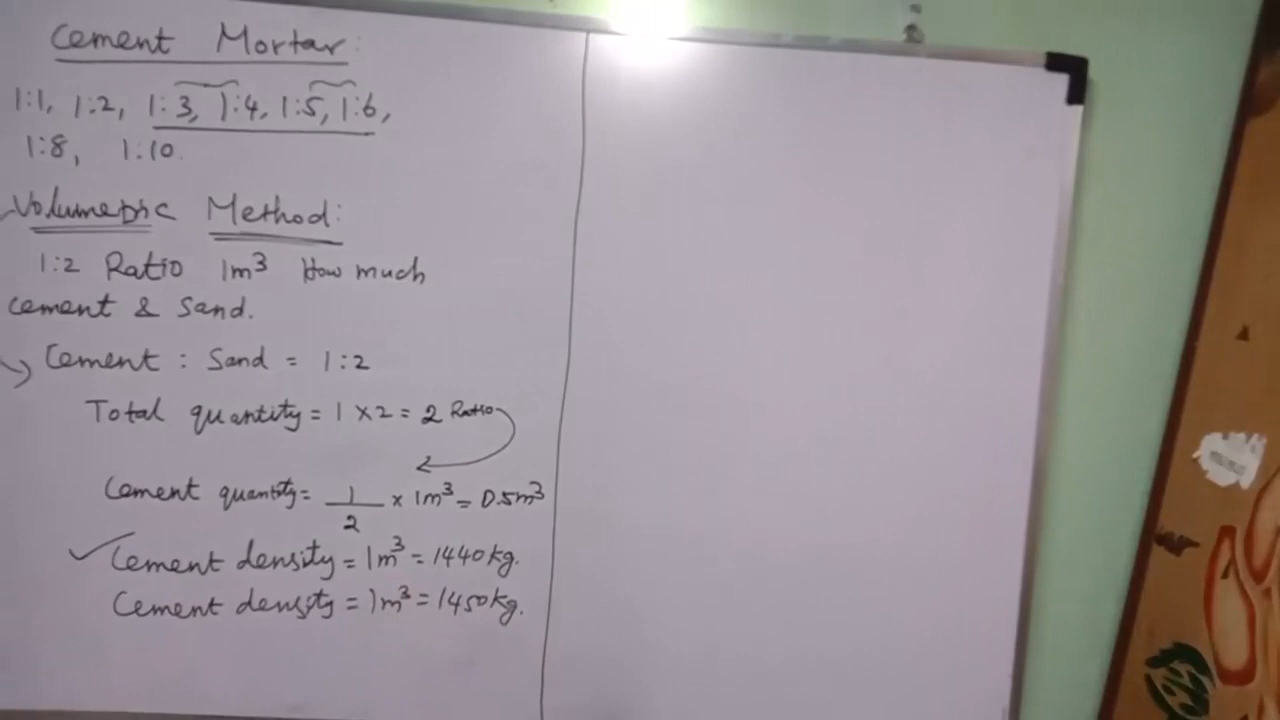 Cement Mortar:
1:1, 1:2, 1:3, 1:4, 1:5, 1:6,
1:8, 1:10.
Volumetric Method:
1:2 Ratio 1m³ How much
Cement & Sand.
Cement : Sand = 1:2
Total quantity = 1 x 2 = 2 Ratio
Cement quantity = 1/2 x 1m³ = 0.5m³
Cement density = 1m³ = 1440kg.
Cement density = 1m³ = 1450kg.